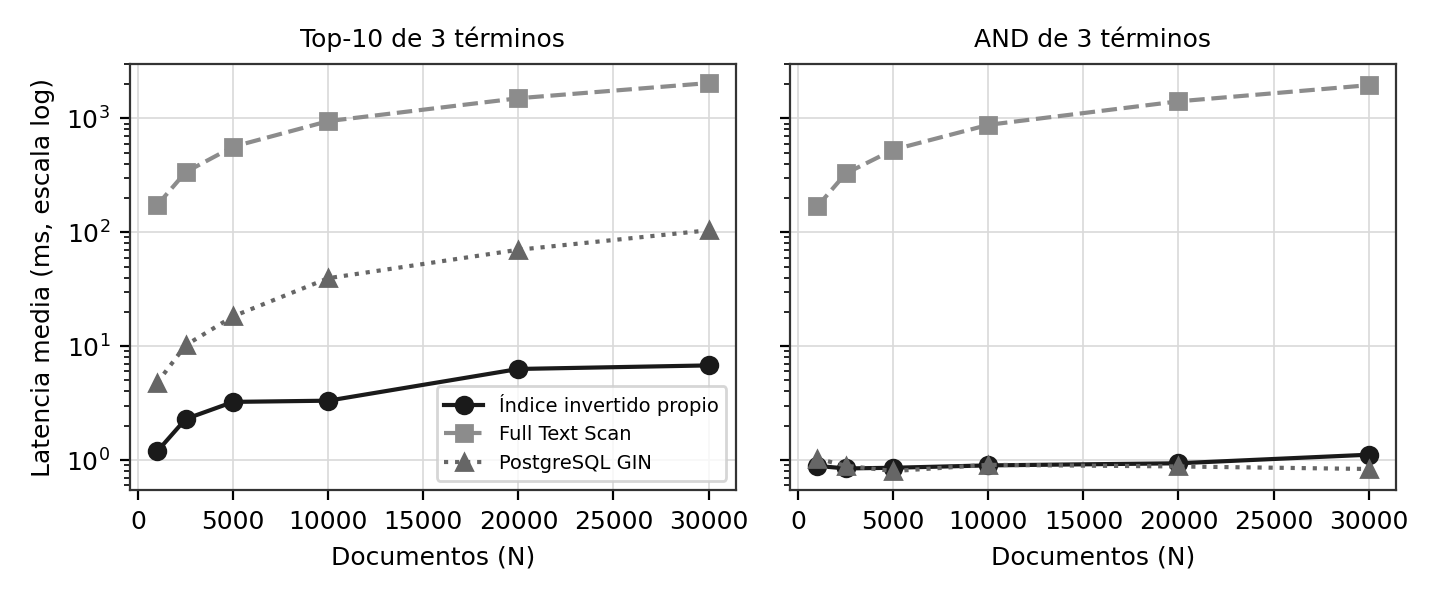 Top-10 de 3 términos
AND de 3 términos
Latencia media (ms, escala log)
10³
10²
10¹
10⁰
Índice invertido propio
Full Text Scan
PostgreSQL GIN
0 5000 10000 15000 20000 25000 30000
0 5000 10000 15000 20000 25000 30000
Documentos (N)
Documentos (N)